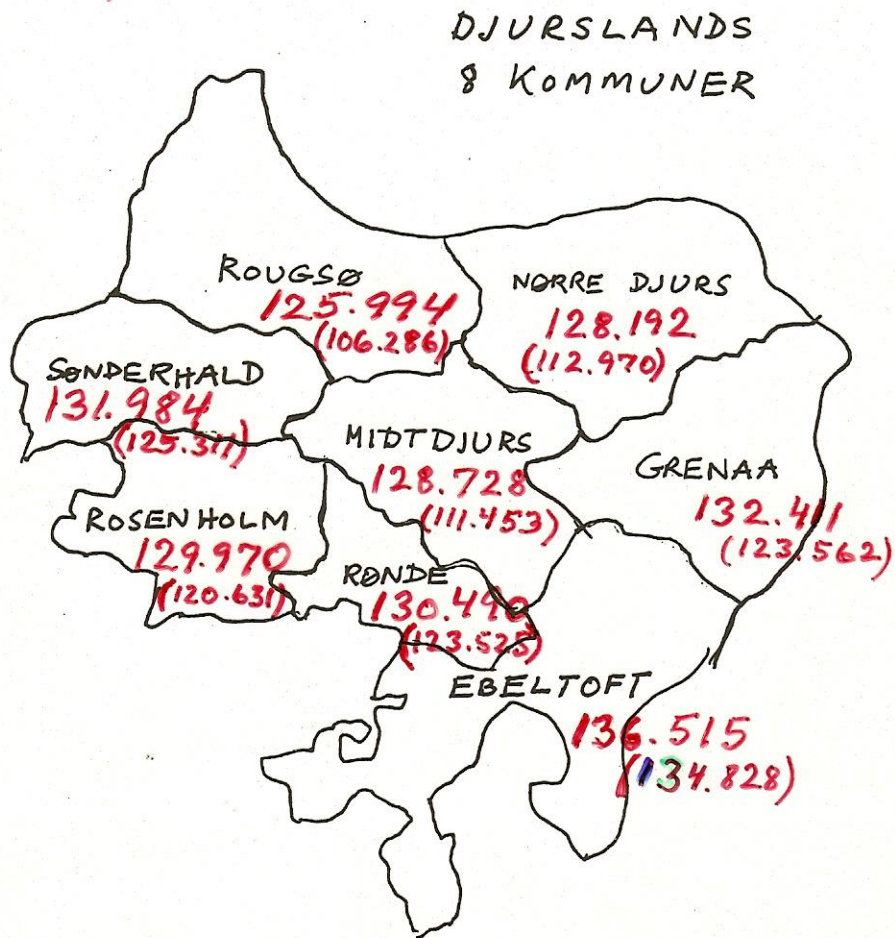 DJURSLANDS
8 KOMMUNER
ROUGSØ
125.994
(106.286)
NØRRE DJURS
128.192
(112.970)
SØNDERHALD
131.984
(125.311)
MIDTDJURS
128.728
(111.453)
GRENAA
132.411
(123.562)
ROSENHOLM
129.970
(120.631)
RØNDE
130.490
(123.525)
EBELTOFT
136.515
(134.828)